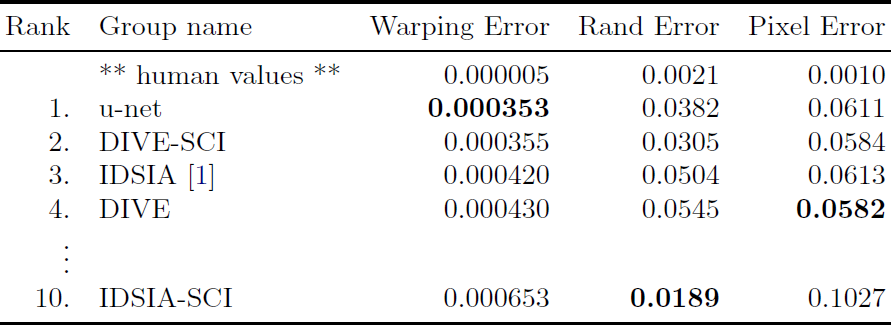 Rank Group name Warping Error Rand Error Pixel Error
** human values ** 0.000005 0.0021 0.0010
1. u-net 0.000353 0.0382 0.0611
2. DIVE-SCI 0.000355 0.0305 0.0584
3. IDSIA [1] 0.000420 0.0504 0.0613
4. DIVE 0.000430 0.0545 0.0582
⋮
10. IDSIA-SCI 0.000653 0.0189 0.1027